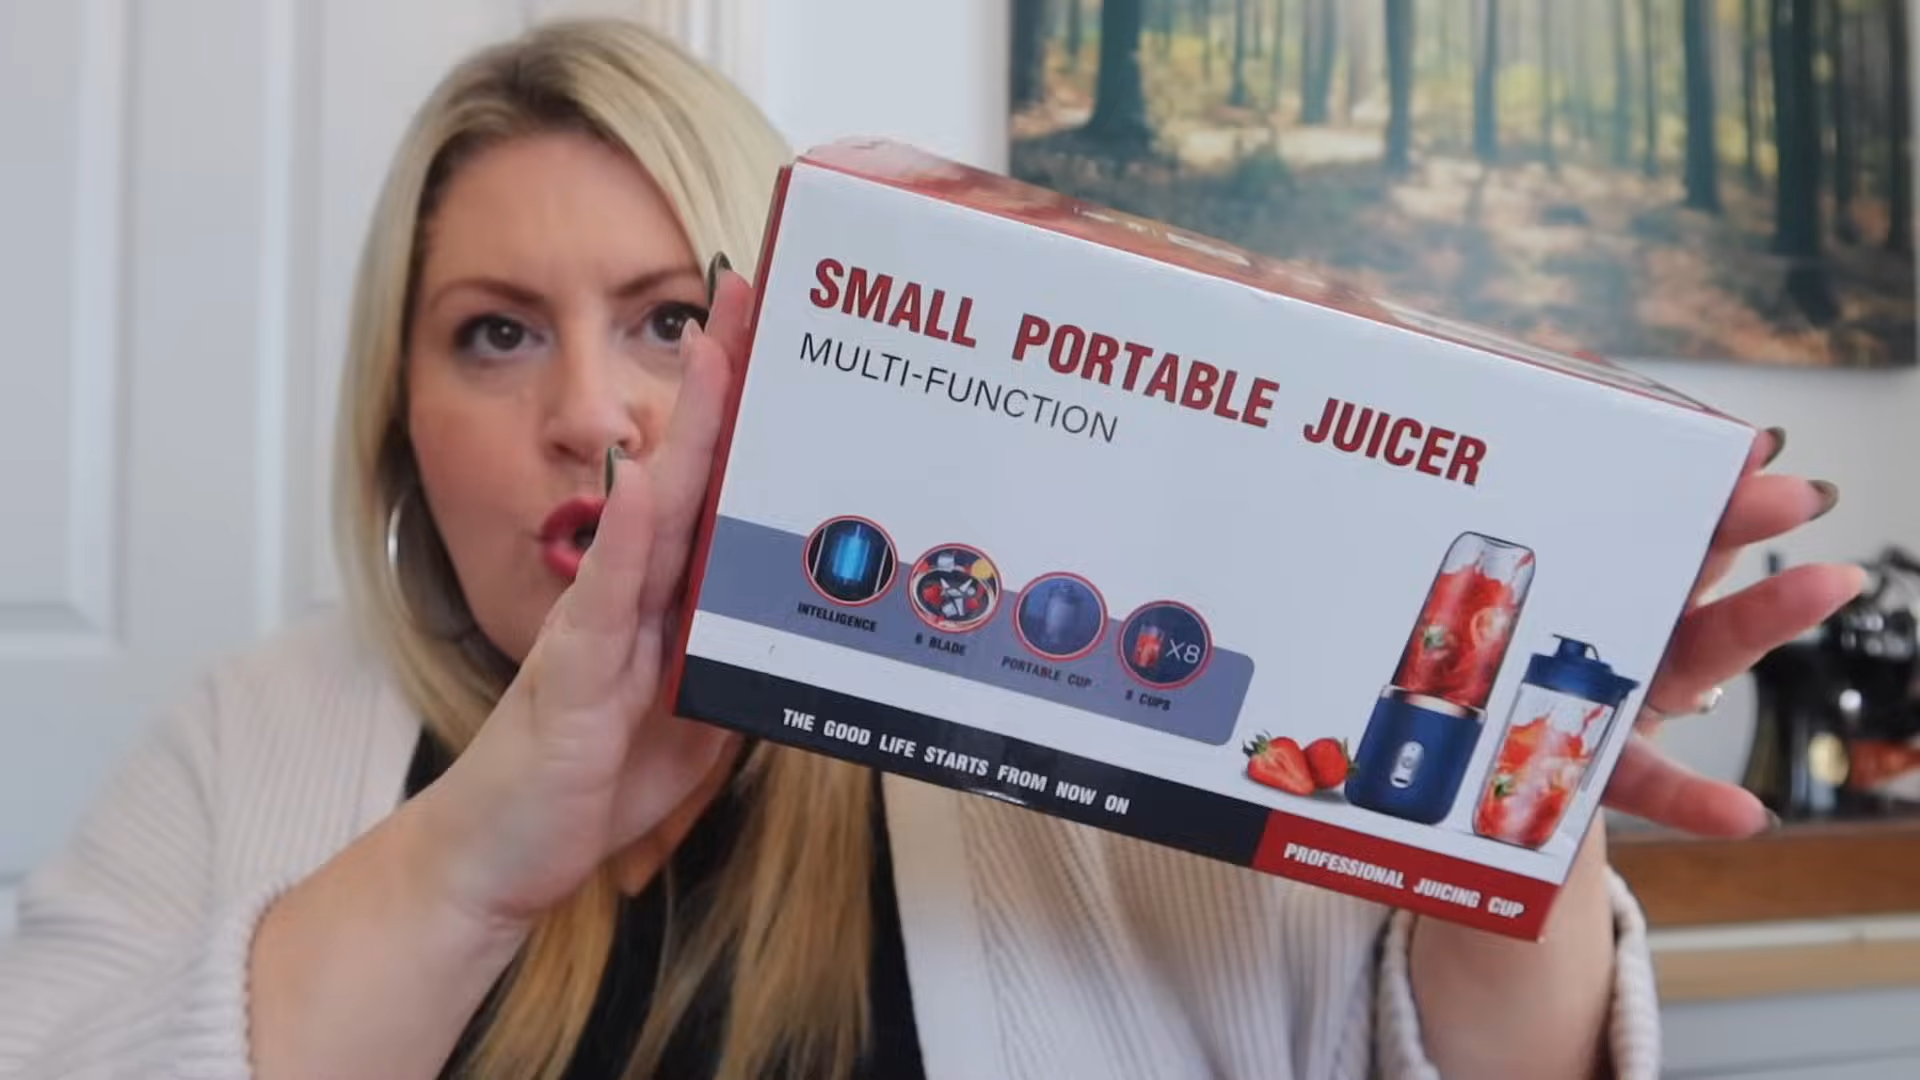 SMALL PORTABLE JUICER
MULTI-FUNCTION
INTELLIGENCE
6 BLADE
PORTABLE CUP
X8
8 CUPS
THE GOOD LIFE STARTS FROM NOW ON
PROFESSIONAL JUICING CUP